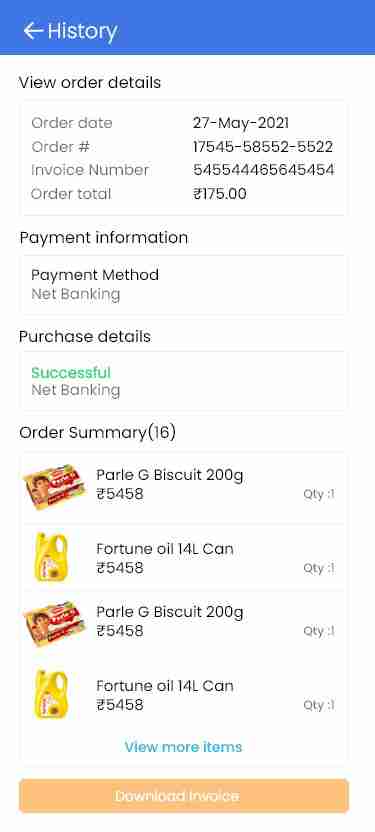 History
View order details
Order date 27-May-2021
Order # 17545-58552-5522
Invoice Number 545544465645454
Order total ₹175.00
Payment information
Payment Method
Net Banking
Purchase details
Successful
Net Banking
Order Summary(16)
Parle G Biscuit 200g
₹5458 Qty :1
Parle-G
Fortune oil 14L Can
₹5458 Qty :1
Parle G Biscuit 200g
₹5458 Qty :1
Parle-G
Fortune oil 14L Can
₹5458 Qty :1
View more items
Download Invoice